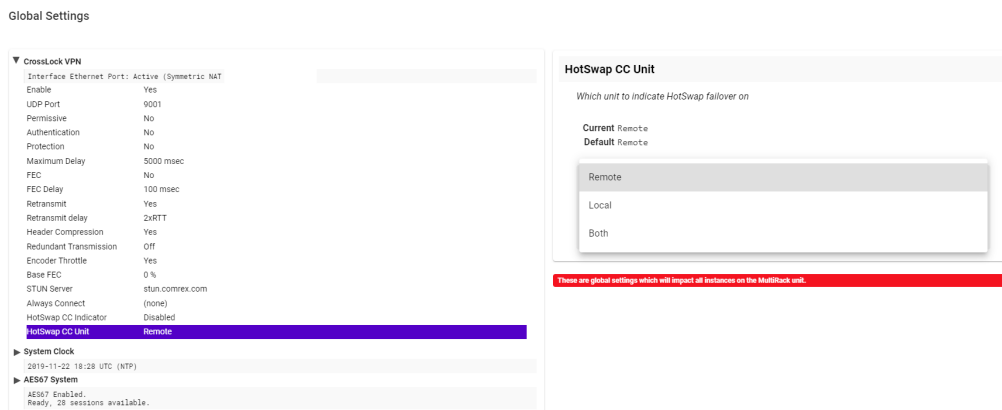 Global Settings
CrossLock VPN
Interface Ethernet Port: Active (Symmetric NAT
Enable Yes
UDP Port 9001
Permissive No
Authentication No
Protection No
Maximum Delay 5000 msec
FEC No
FEC Delay 100 msec
Retransmit Yes
Retransmit delay 2xRTT
Header Compression Yes
Redundant Transmission Off
Encoder Throttle Yes
Base FEC 0 %
STUN Server stun.comrex.com
Always Connect (none)
HotSwap CC Indicator Disabled
HotSwap CC Unit Remote
System Clock
2019-11-22 18:28 UTC (NTP)
AES67 System
AES67 Enabled.
Ready, 28 sessions available.
HotSwap CC Unit
Which unit to indicate HotSwap failover on
Current Remote
Default Remote
Remote
Local
Both
These are global settings which will impact all instances on the MultiRack unit.